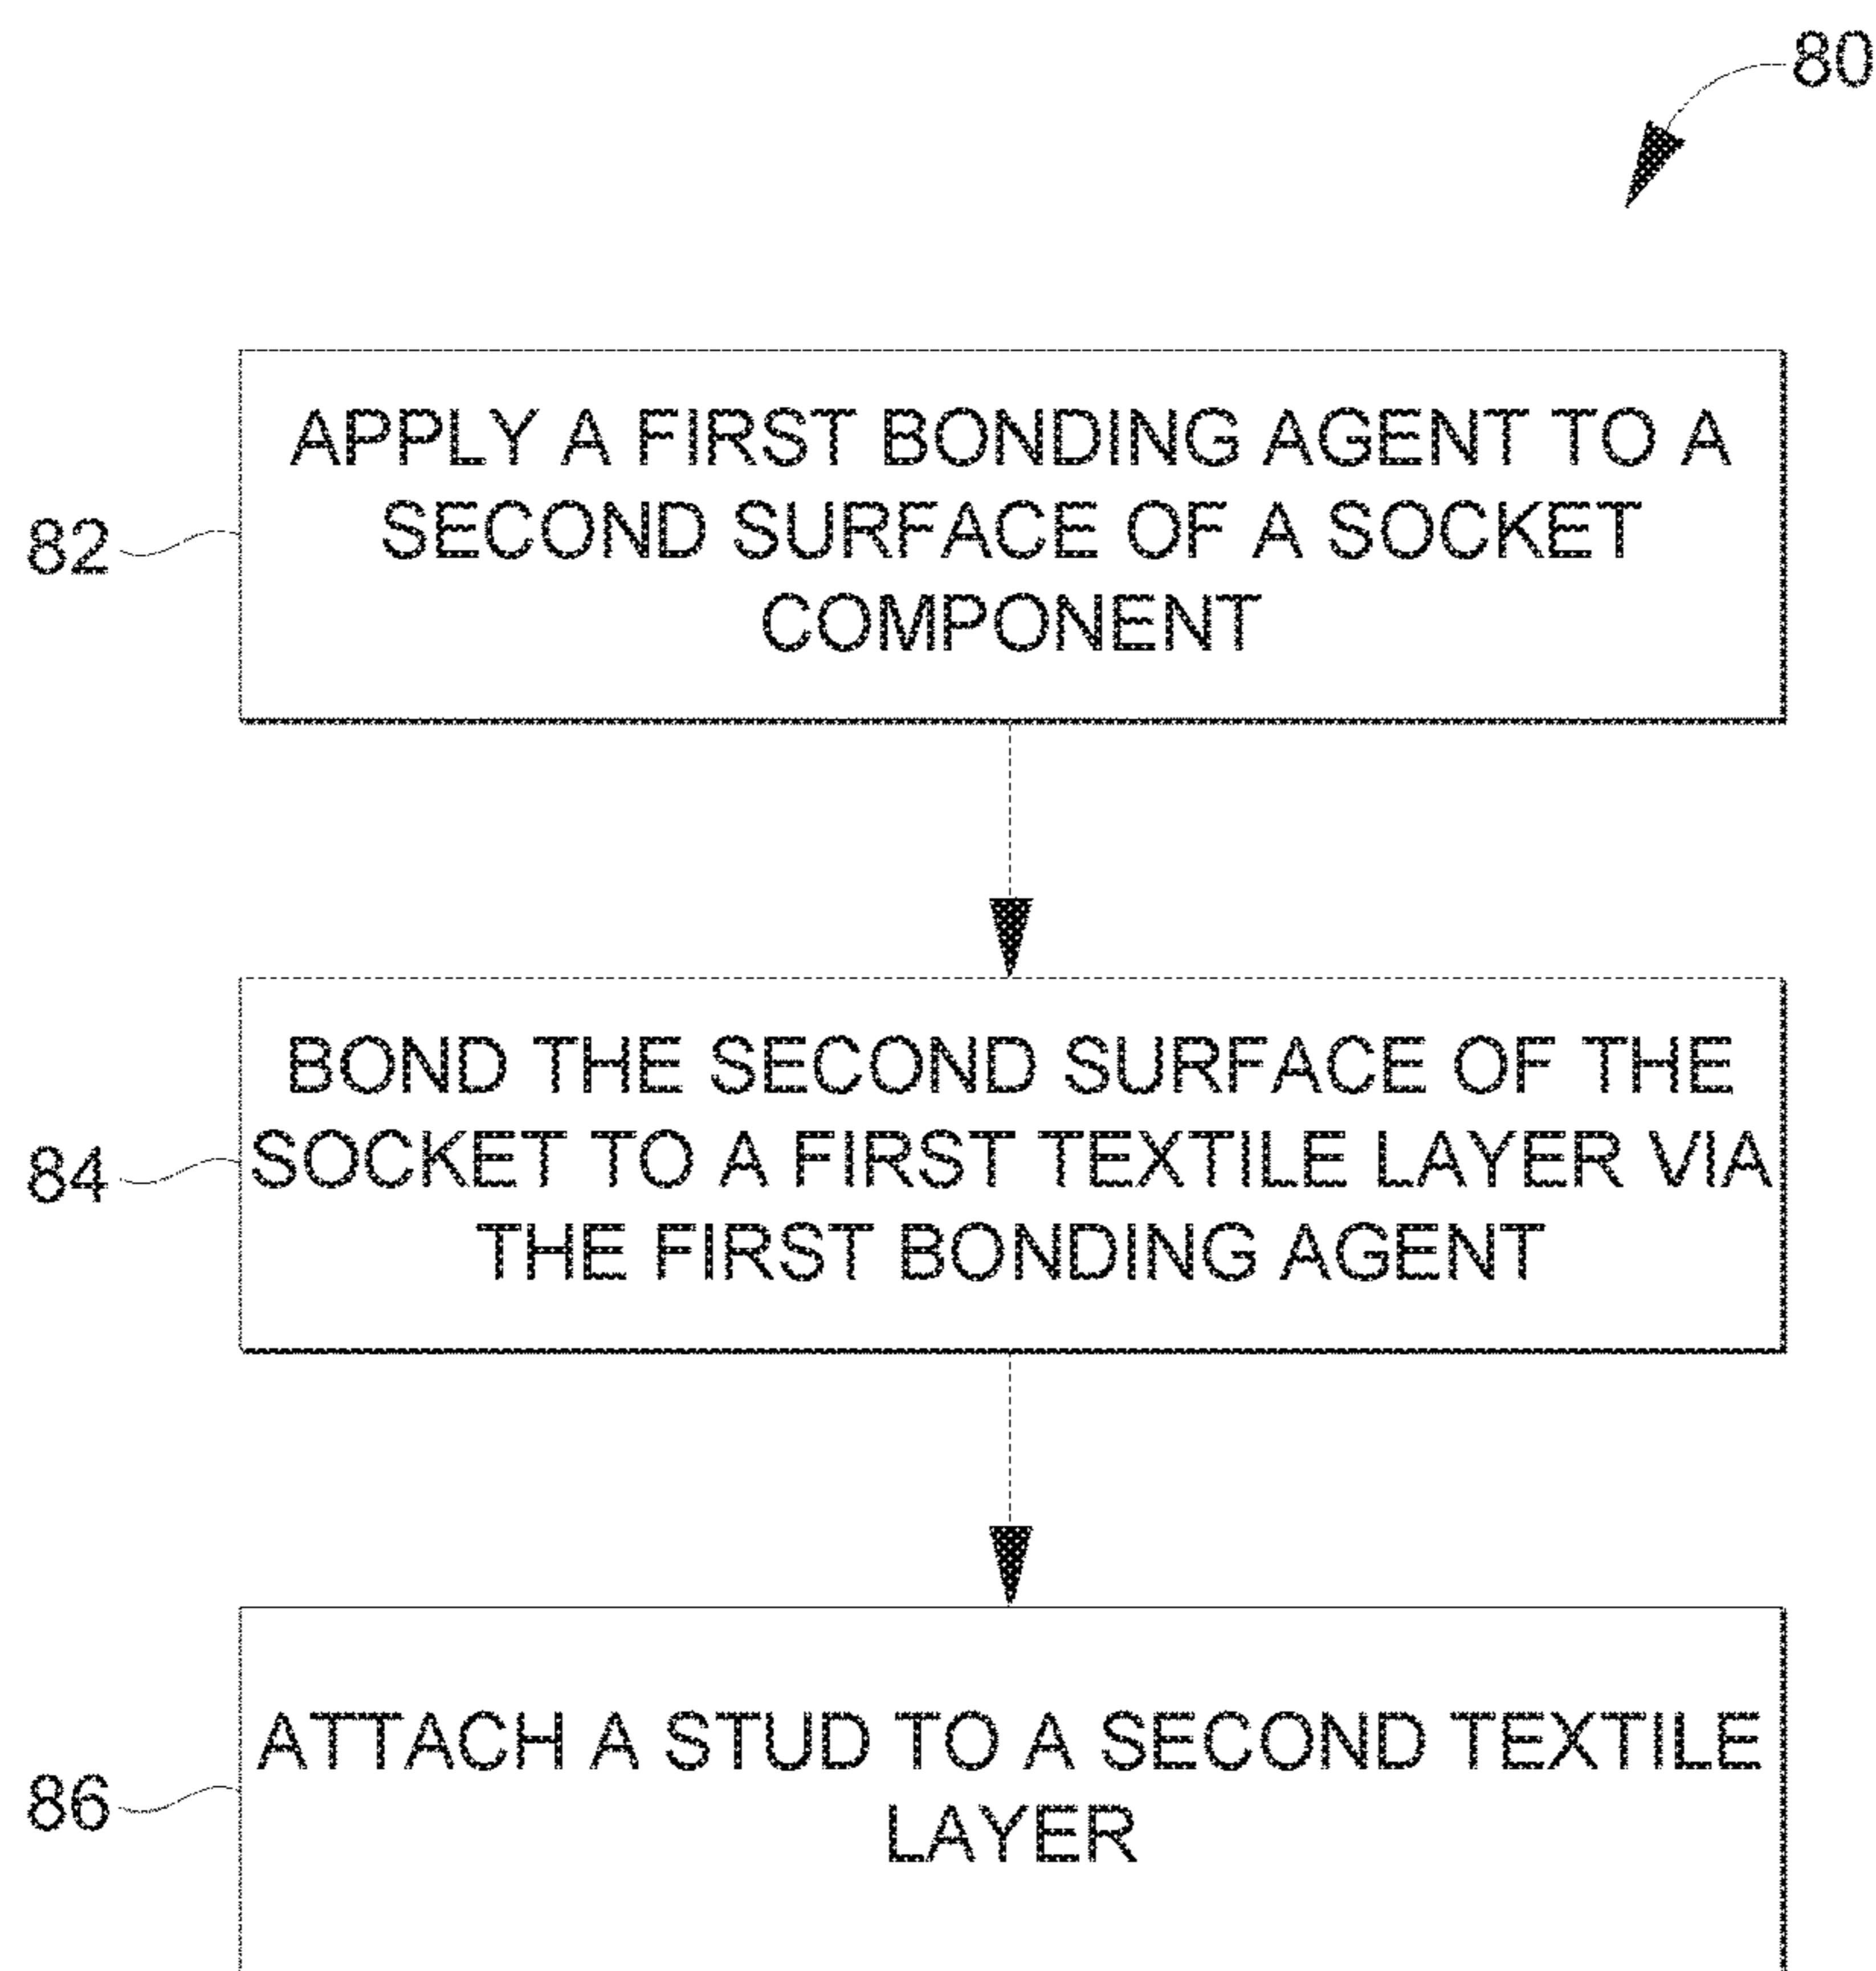 80
APPLY A FIRST BONDING AGENT TO A
SECOND SURFACE OF A SOCKET
COMPONENT
82
BOND THE SECOND SURFACE OF THE
SOCKET TO A FIRST TEXTILE LAYER VIA
THE FIRST BONDING AGENT
84
ATTACH A STUD TO A SECOND TEXTILE
LAYER
86